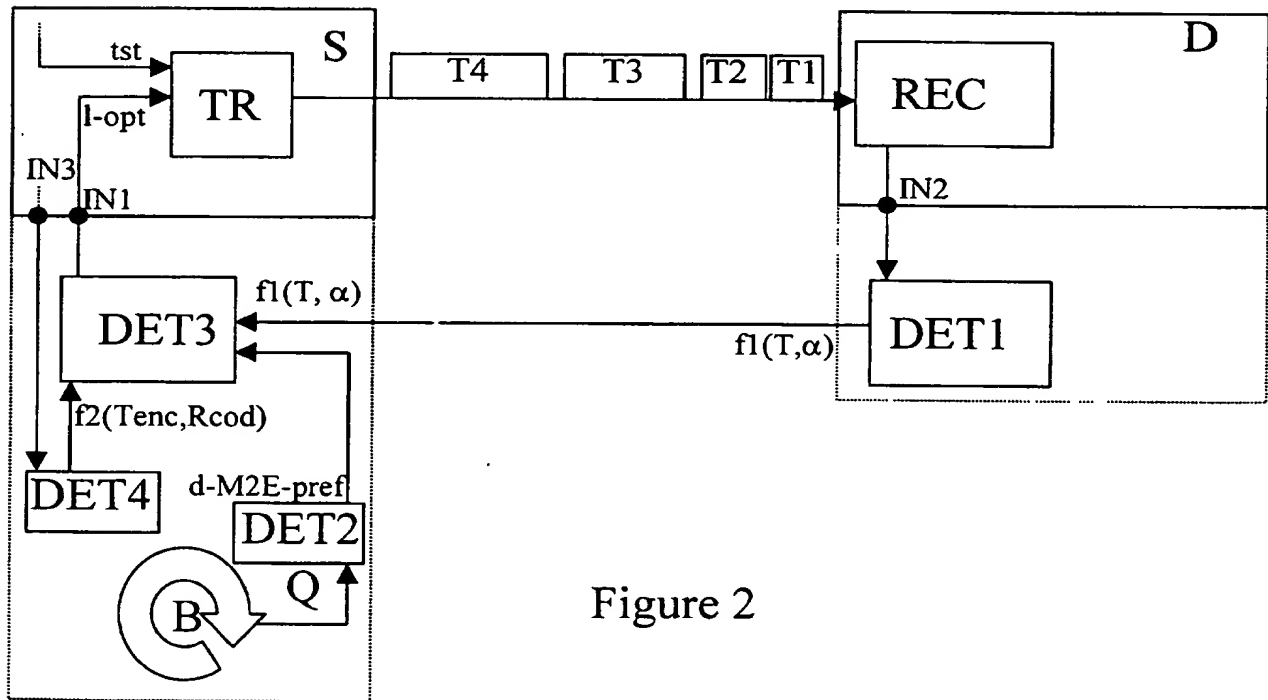 S
D
tst
TR
T4
T3
T2
T1
REC
l-opt
IN3
IN1
IN2
f1(T, α)
DET3
f1(T,α)
DET1
f2(Tenc,Rcod)
DET4
d-M2E-pref
DET2
Q
B
Figure 2